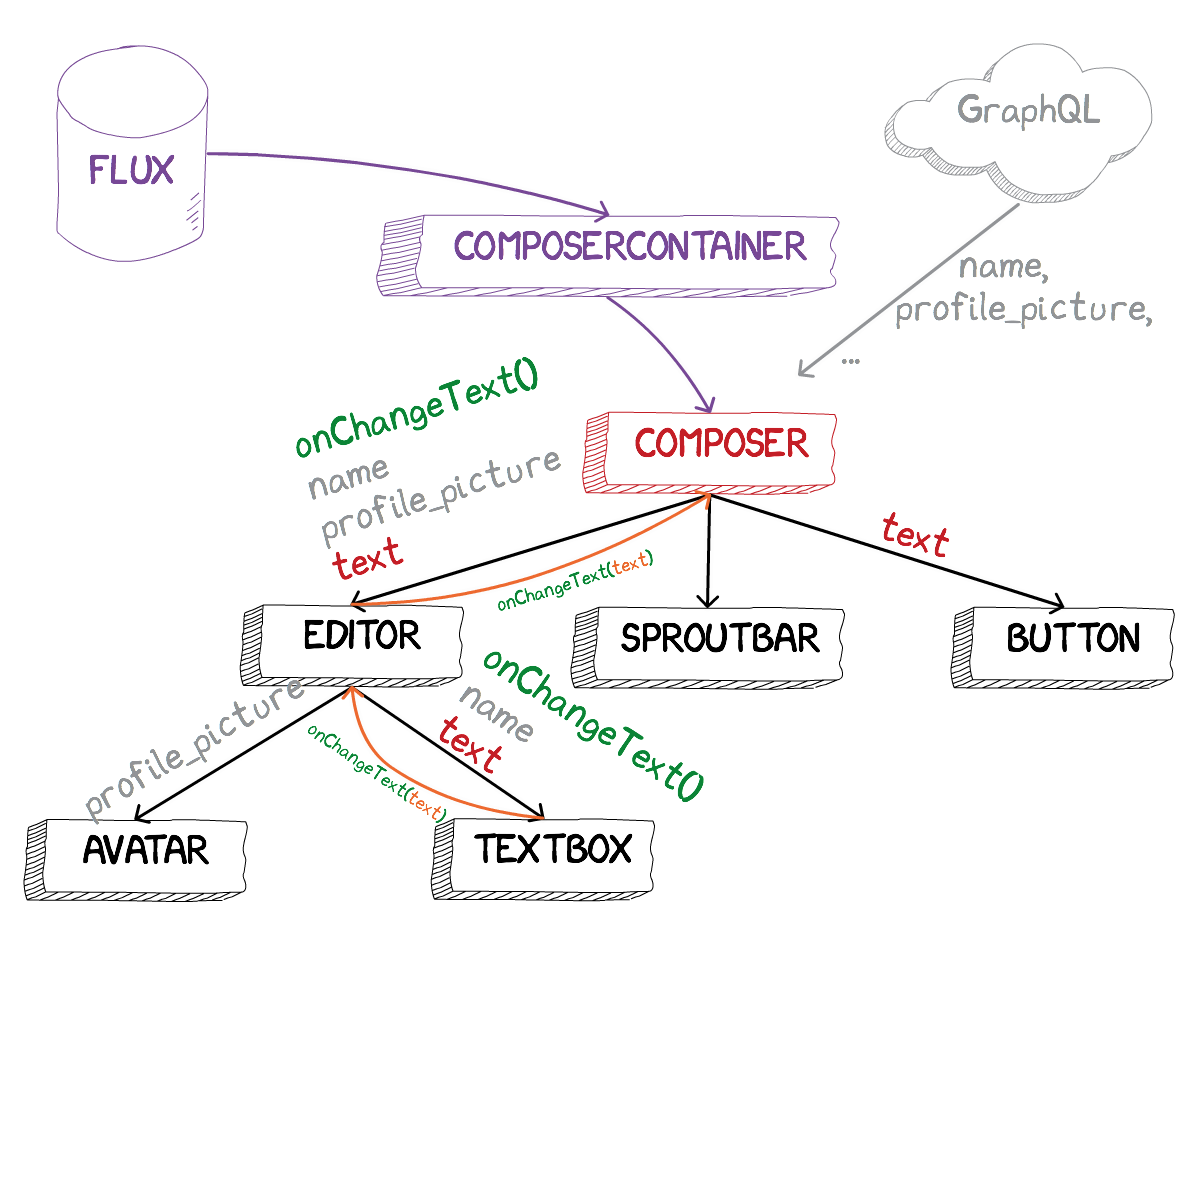 FLUX
GraphQL
COMPOSERCONTAINER
name,
profile_picture,
...
onChangeText()
name
profile_picture
text
COMPOSER
text
onChangeText(text)
EDITOR
SPROUTBAR
BUTTON
profile_picture
onChangeText()
name
text
onChangeText(text)
AVATAR
TEXTBOX